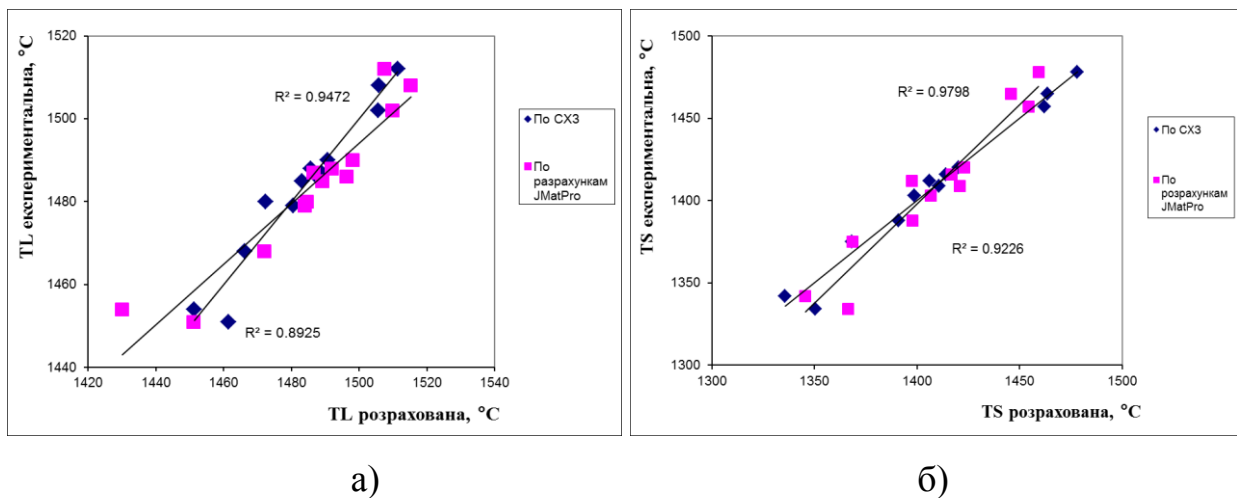 TL експериментальна, °C
1520
1500
1480
1460
1440
1420
1440
1460
1480
1500
1520
1540
R² = 0.9472
R² = 0.8925
По СХЗ
По
разрахункам
JMatPro
TL розрахована, °C
а)
TS експериментальна, °C
1500
1450
1400
1350
1300
1300
1350
1400
1450
1500
R² = 0.9798
R² = 0.9226
По СХЗ
По
розрахункам
JMatPro
TS розрахована, °C
б)